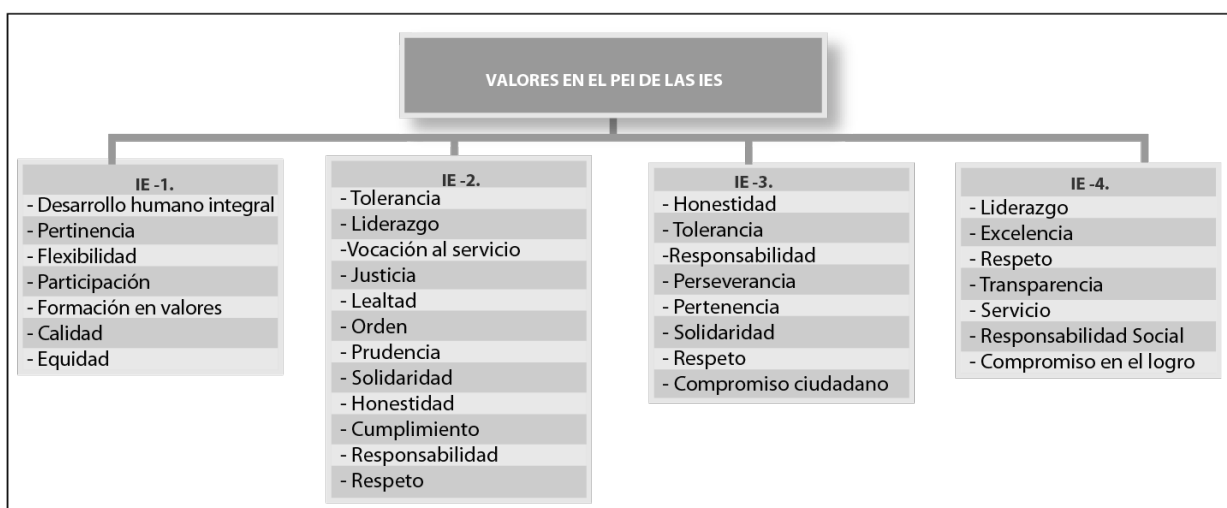 VALORES EN EL PEI DE LAS IES
IE -1.
- Desarrollo humano integral
- Pertinencia
- Flexibilidad
- Participación
- Formación en valores
- Calidad
- Equidad
IE -2.
- Tolerancia
- Liderazgo
-Vocación al servicio
- Justicia
- Lealtad
- Orden
- Prudencia
- Solidaridad
- Honestidad
- Cumplimiento
- Responsabilidad
- Respeto
IE -3.
- Honestidad
- Tolerancia
-Responsabilidad
- Perseverancia
- Pertenencia
- Solidaridad
- Respeto
- Compromiso ciudadano
IE -4.
- Liderazgo
- Excelencia
- Respeto
- Transparencia
- Servicio
- Responsabilidad Social
- Compromiso en el logro